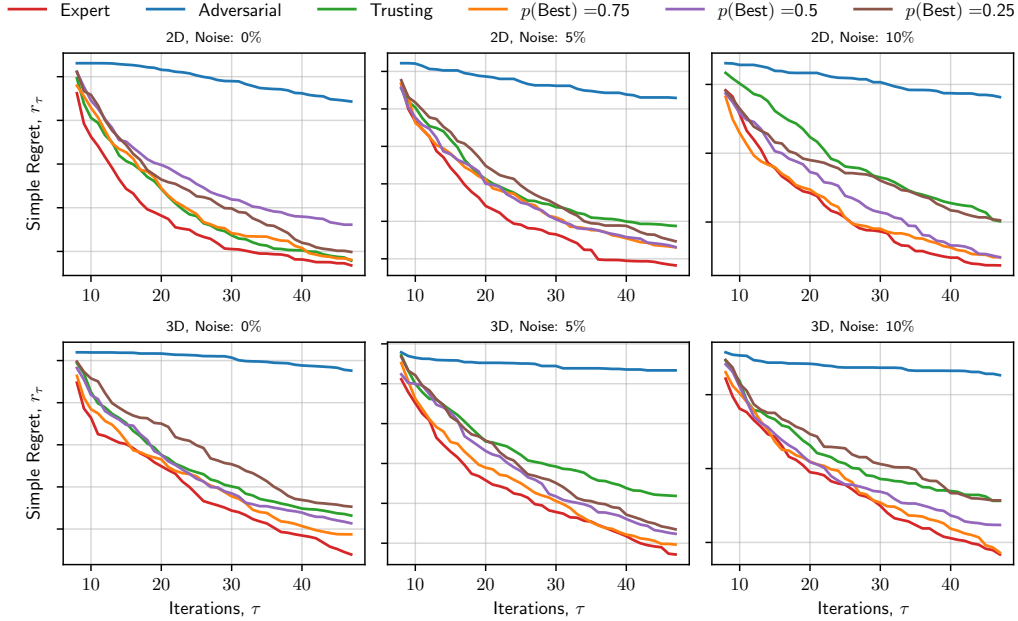 Expert Adversarial Trusting p(Best) =0.75 p(Best) =0.5 p(Best) =0.25
2D, Noise: 0% 2D, Noise: 5% 2D, Noise: 10%
Simple Regret, r_τ
10 20 30 40 10 20 30 40 10 20 30 40
3D, Noise: 0% 3D, Noise: 5% 3D, Noise: 10%
Simple Regret, r_τ
10 20 30 40 10 20 30 40 10 20 30 40
Iterations, τ Iterations, τ Iterations, τ